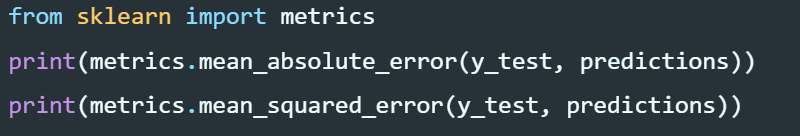 from sklearn import metrics
print(metrics.mean_absolute_error(y_test, predictions))
print(metrics.mean_squared_error(y_test, predictions))